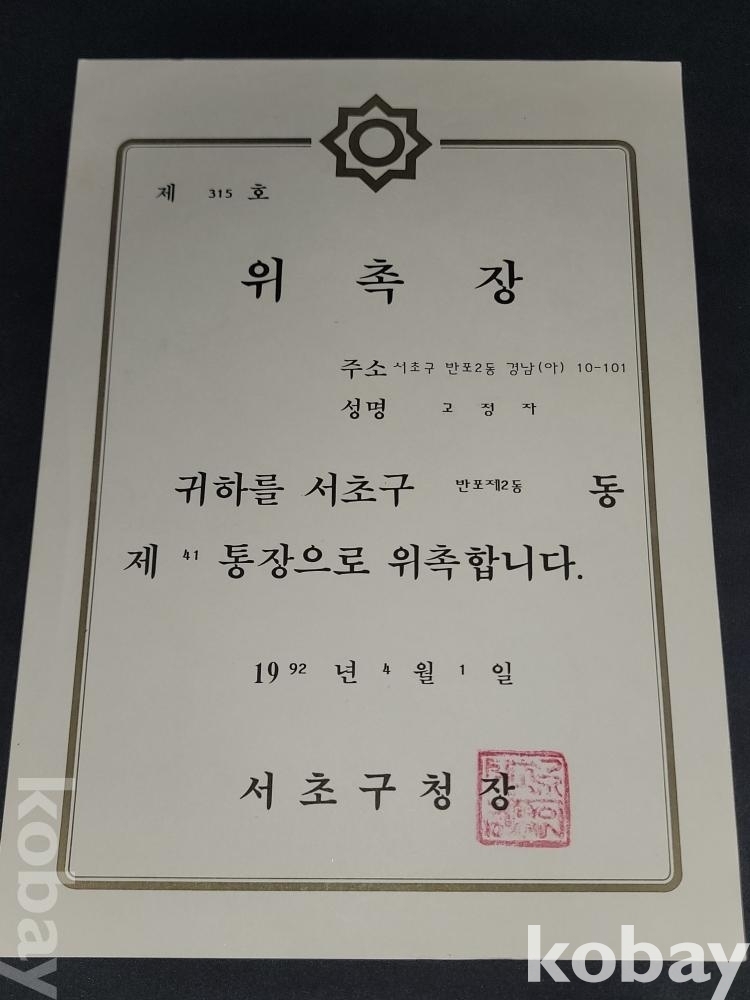 제 315 호
위 촉 장
주소 서초구 반포2동 경남(아) 10-101
성명 고 정 자
귀하를 서초구 반포제2동 동
제 41 통장으로 위촉합니다.
19 92 년 4 월 1 일
서 초 구 청 장
kobay
kobay